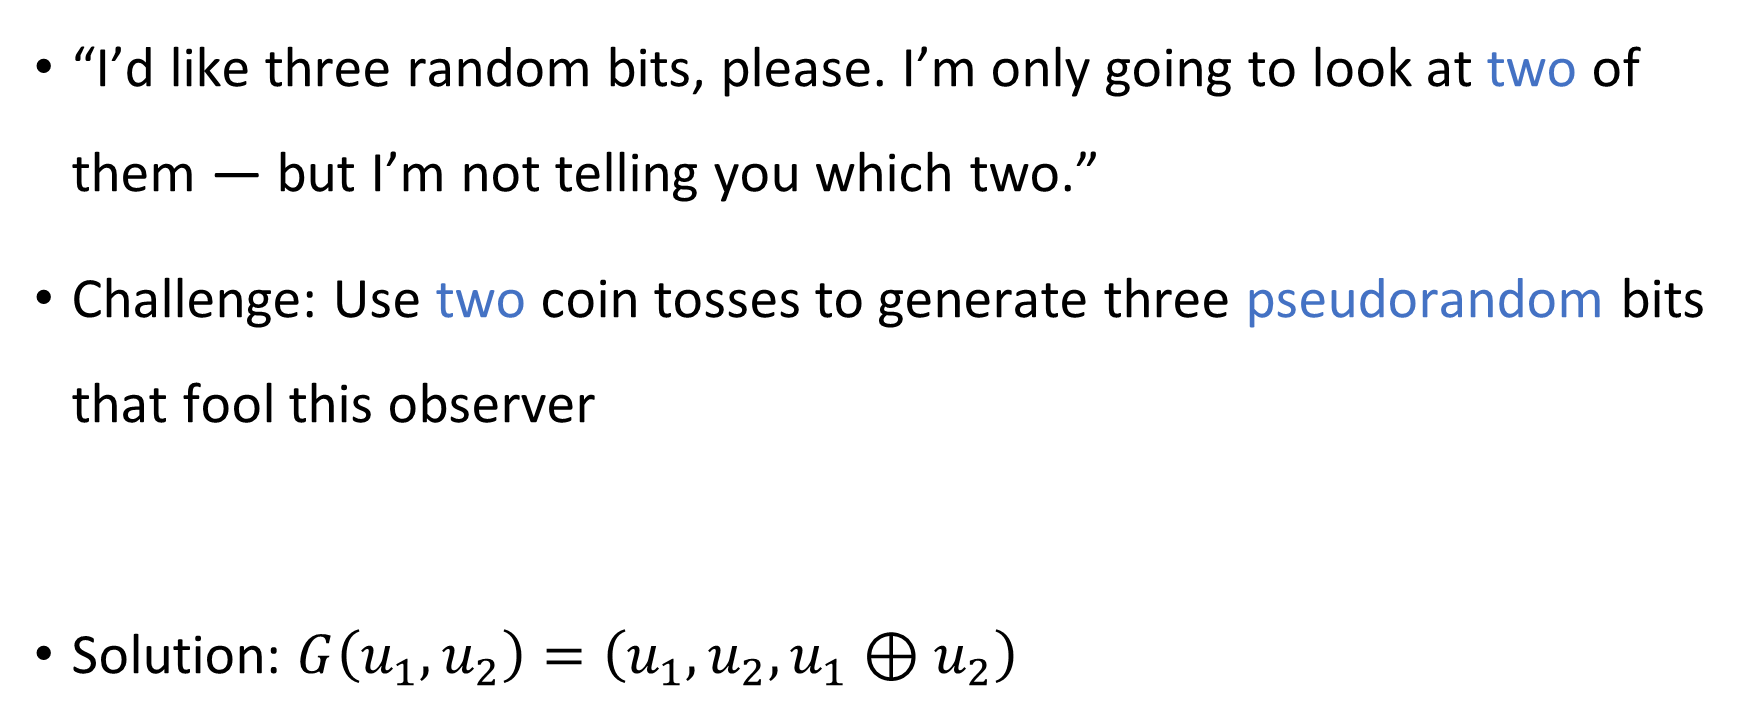 • “I’d like three random bits, please. I’m only going to look at two of
them — but I’m not telling you which two.”
• Challenge: Use two coin tosses to generate three pseudorandom bits
that fool this observer
• Solution: 𝐺(𝑢₁, 𝑢₂) = (𝑢₁, 𝑢₂, 𝑢₁ ⊕ 𝑢₂)